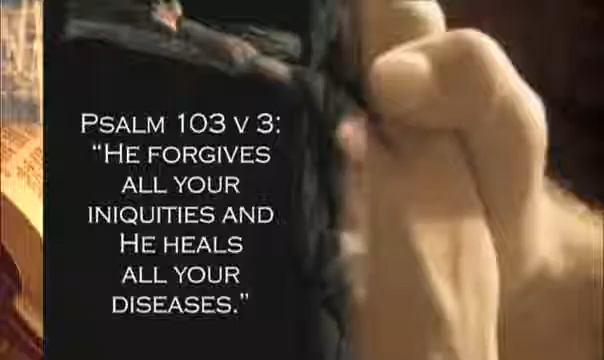 PSALM 103 V 3:
“HE FORGIVES
ALL YOUR
INIQUITIES AND
HE HEALS
ALL YOUR
DISEASES.”